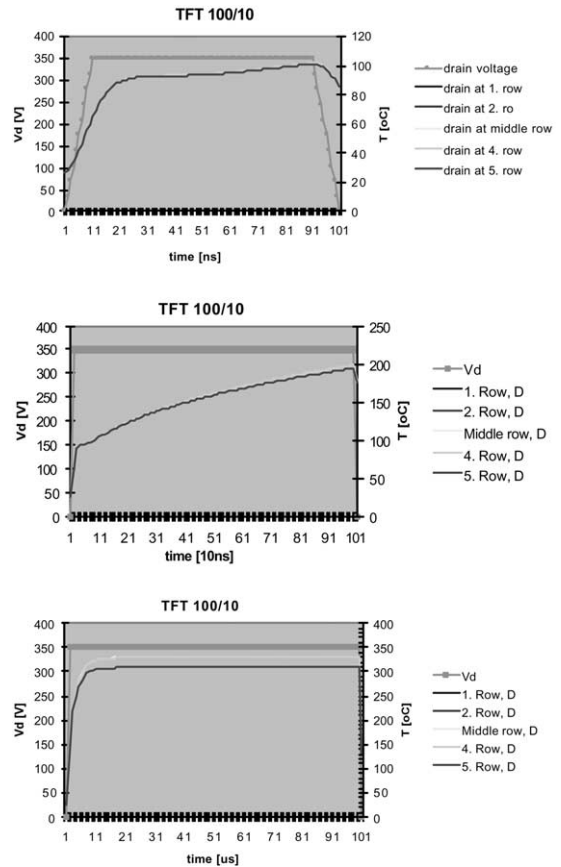 TFT 100/10
400
350
300
250
200
150
100
50
0
Vd [V]
120
100
80
60
40
20
0
T [oC]
1 11 21 31 41 51 61 71 81 91 101
time [ns]
drain voltage
drain at 1. row
drain at 2. ro
drain at middle row
drain at 4. row
drain at 5. row
TFT 100/10
400
350
300
250
200
150
100
50
0
Vd [V]
250
200
150
100
50
0
T [oC]
1 11 21 31 41 51 61 71 81 91 101
time [10ns]
Vd
1. Row, D
2. Row, D
Middle row, D
4. Row, D
5. Row, D
TFT 100/10
400
350
300
250
200
150
100
50
0
Vd [V]
400
350
300
250
200
150
100
50
0
T [oC]
1 11 21 31 41 51 61 71 81 91 101
time [us]
Vd
1. Row, D
2. Row, D
Middle row, D
4. Row, D
5. Row, D